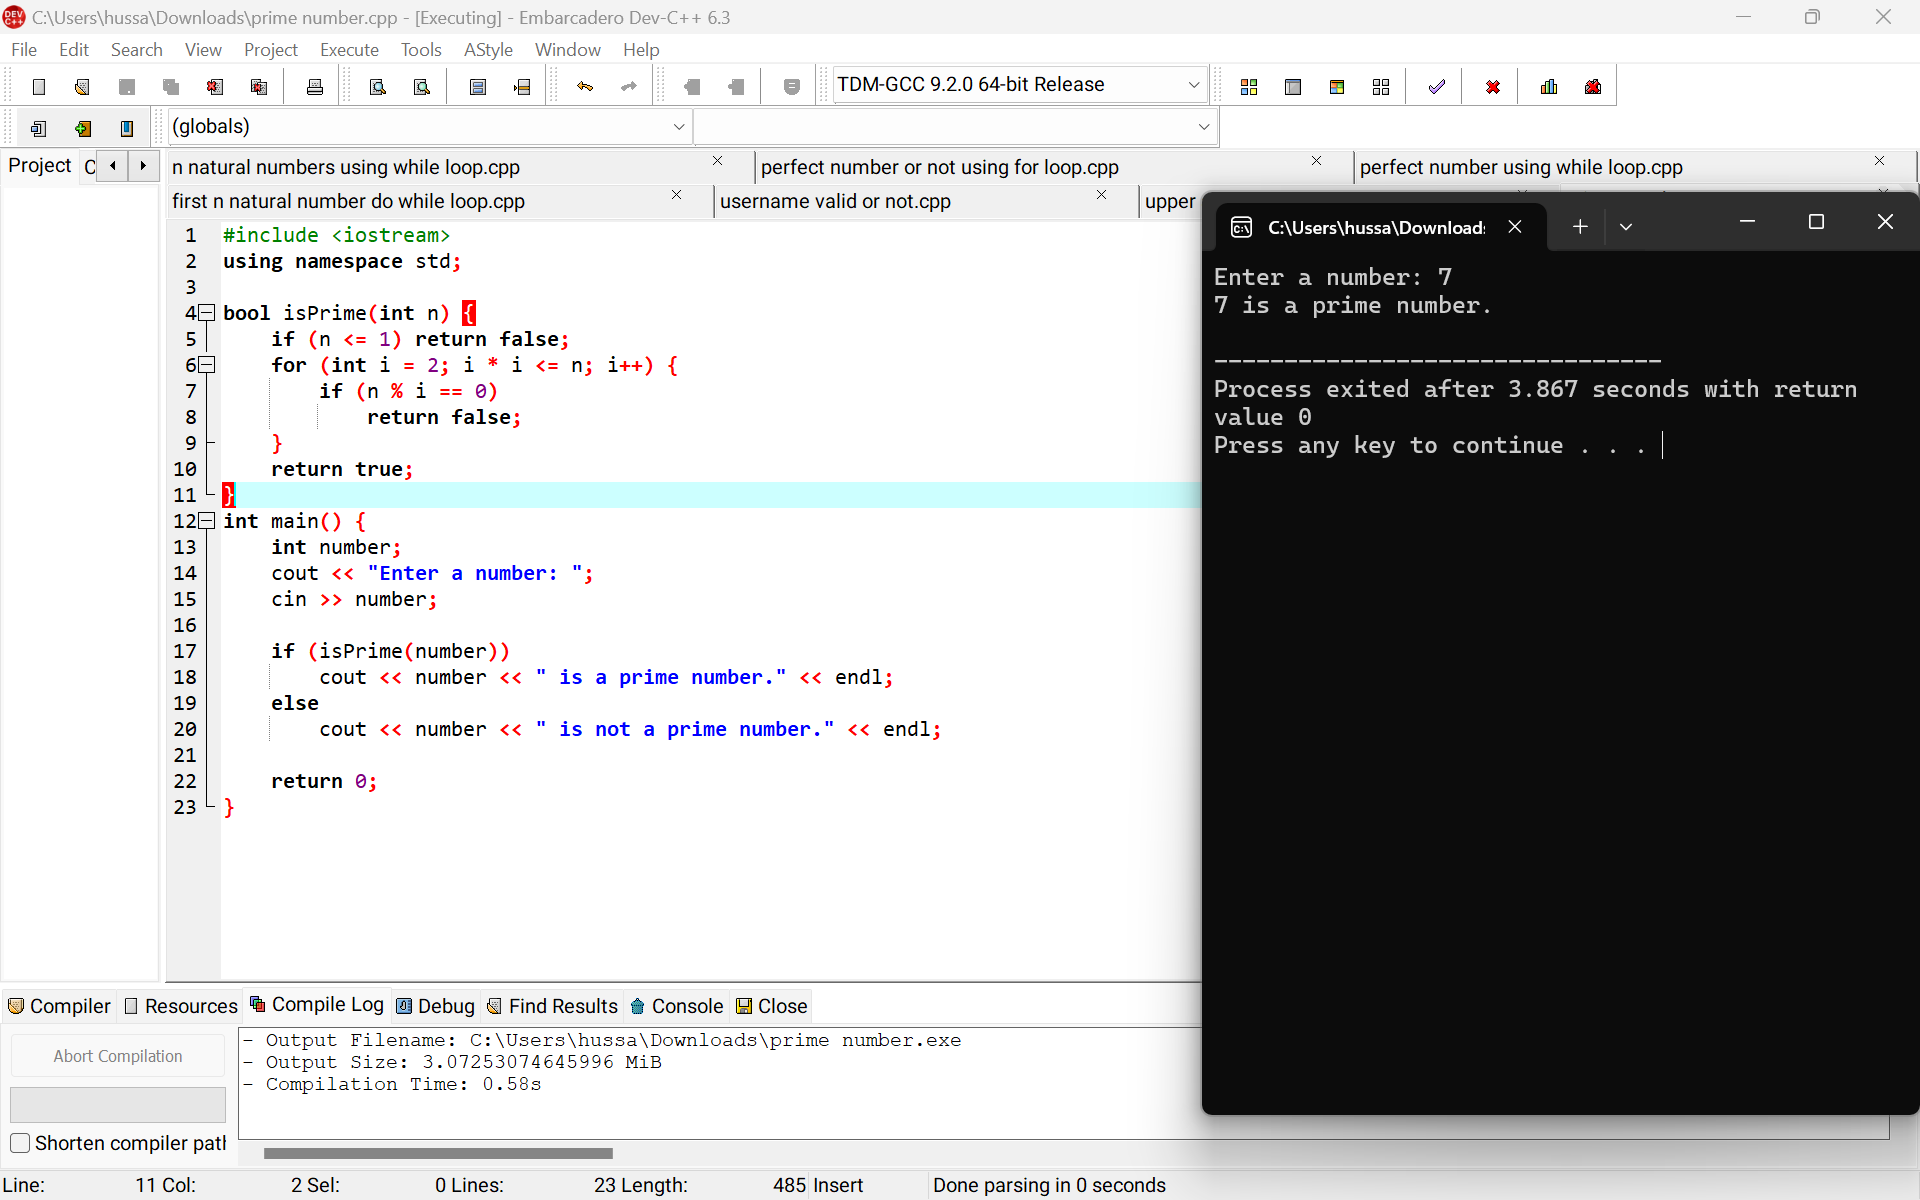 C:\Users\hussa\Downloads\prime number.cpp - [Executing] - Embarcadero Dev-C++ 6.3
File Edit Search View Project Execute Tools AStyle Window Help
TDM-GCC 9.2.0 64-bit Release
(globals)
Project
n natural numbers using while loop.cpp
perfect number or not using for loop.cpp
perfect number using while loop.cpp
first n natural number do while loop.cpp
username valid or not.cpp
upper
1 #include <iostream>
2 using namespace std;
3
4 bool isPrime(int n) {
5 if (n <= 1) return false;
6 for (int i = 2; i * i <= n; i++) {
7 if (n % i == 0)
8 return false;
9 }
10 return true;
11 }
12 int main() {
13 int number;
14 cout << "Enter a number: ";
15 cin >> number;
16
17 if (isPrime(number))
18 cout << number << " is a prime number." << endl;
19 else
20 cout << number << " is not a prime number." << endl;
21
22 return 0;
23 }
C:\Users\hussa\Download
Enter a number: 7
7 is a prime number.
--------------------------------
Process exited after 3.867 seconds with return
value 0
Press any key to continue . . .
Compiler Resources Compile Log Debug Find Results Console Close
Abort Compilation
Shorten compiler pat
- Output Filename: C:\Users\hussa\Downloads\prime number.exe
- Output Size: 3.07253074645996 MiB
- Compilation Time: 0.58s
Line: 11 Col: 2 Sel: 0 Lines: 23 Length: 485 Insert Done parsing in 0 seconds